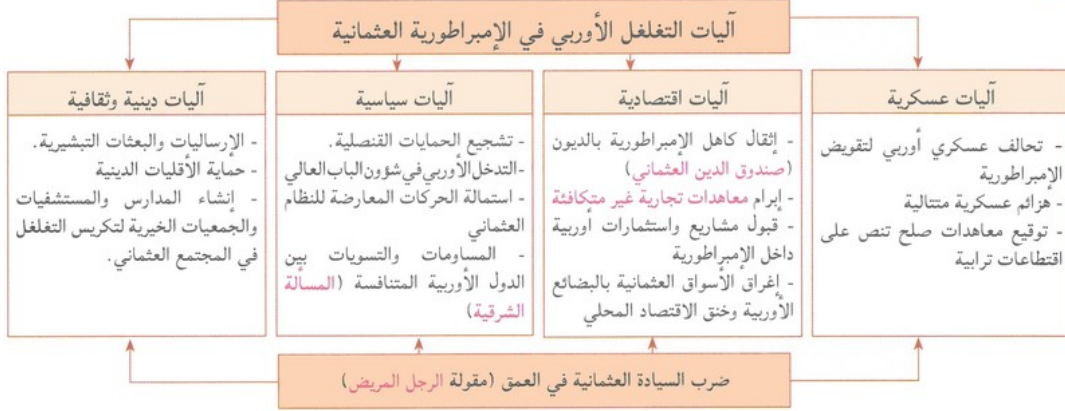 آليات التغلغل الأوربي في الإمبراطورية العثمانية
آليات عسكرية
- تحالف عسكري أوربي لتقويض
الإمبراطورية
- هزائم عسكرية متتالية
- توقيع معاهدات صلح تنص على
اقتطاعات ترابية
آليات اقتصادية
- إثقال كاهل الإمبراطورية بالديون
(صندوق الدين العثماني)
- إبرام معاهدات تجارية غير متكافئة
- قبول مشاريع واستثمارات أوربية
داخل الإمبراطورية
- إغراق الأسواق العثمانية بالبضائع
الأوربية وخنق الاقتصاد المحلي
آليات سياسية
- تشجيع الحمايات القنصلية.
-التدخل الأوربي في شؤون الباب العالي
- استمالة الحركات المعارضة للنظام
العثماني
- المساومات والتسويات بين
الدول الأوربية المتنافسة (المسألة
الشرقية)
آليات دينية وثقافية
- الإرساليات والبعثات التبشيرية.
- حماية الأقليات الدينية
- إنشاء المدارس والمستشفيات
والجمعيات الخيرية لتكريس التغلغل
في المجتمع العثماني.
ضرب السيادة العثمانية في العمق (مقولة الرجل المريض)